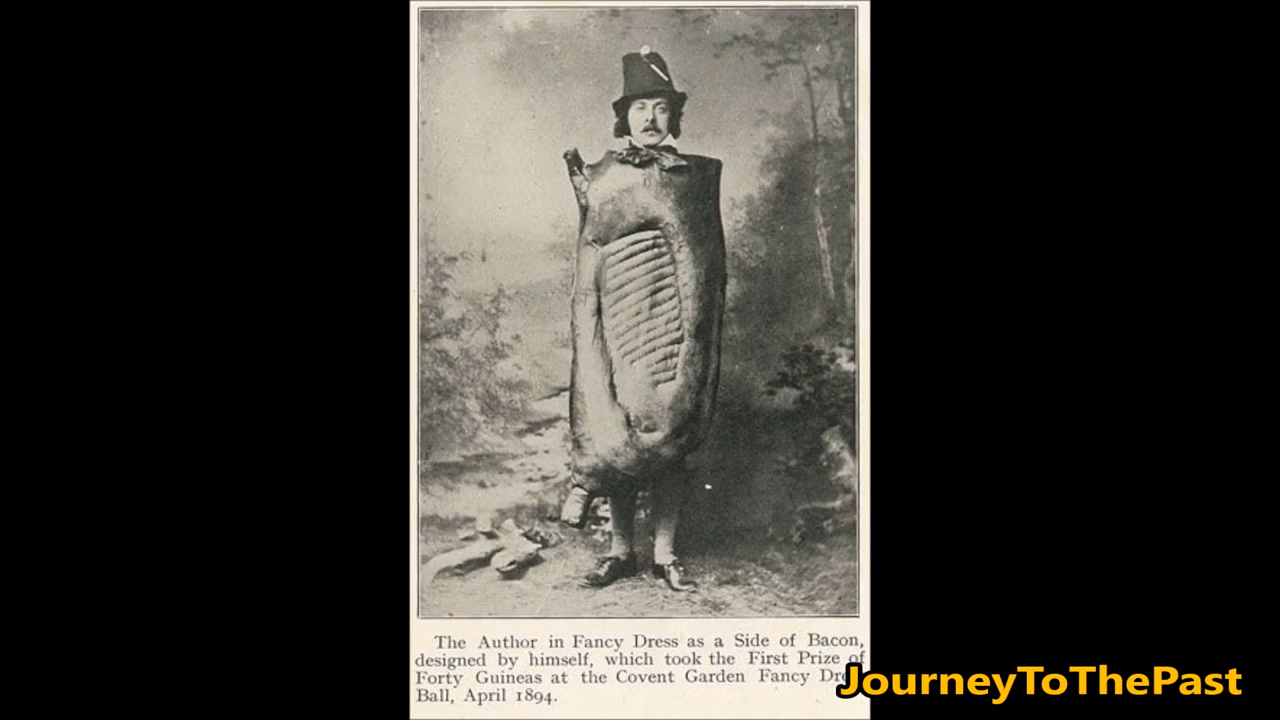 The Author in Fancy Dress as a Side of Bacon,
designed by himself, which took the First Prize of
Forty Guineas at the Covent Garden Fancy
Ball, April 1894.
JourneyToThePast